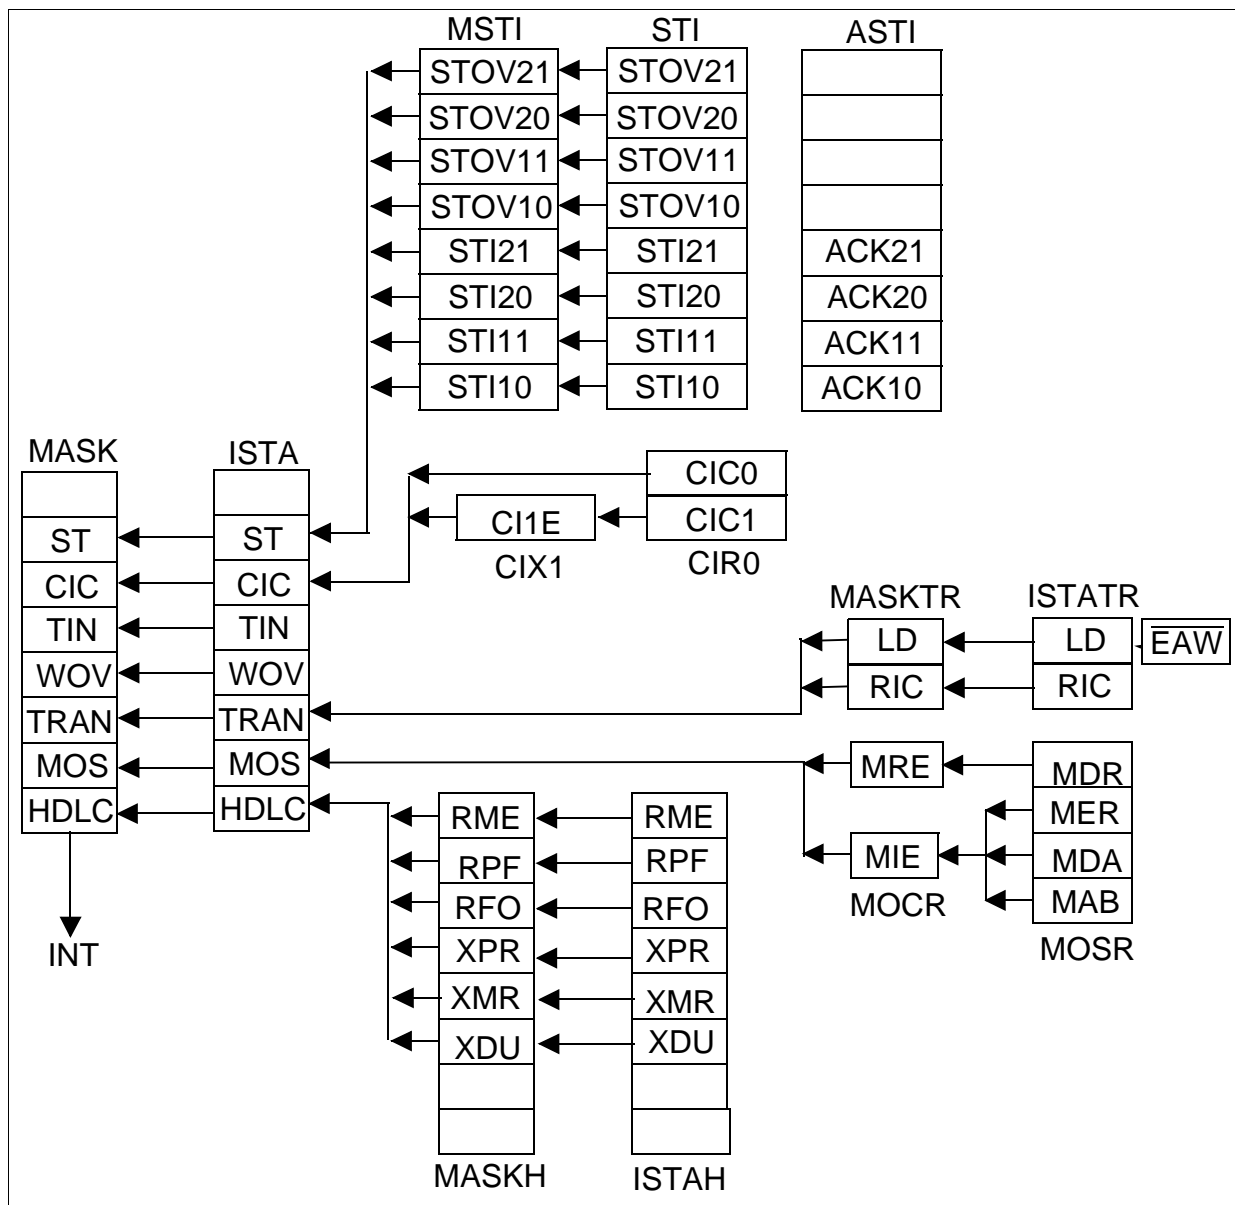 MSTI STI ASTI
STOV21 STOV21
STOV20 STOV20
STOV11 STOV11
STOV10 STOV10
STI21 STI21 ACK21
STI20 STI20 ACK20
STI11 STI11 ACK11
STI10 STI10 ACK10
MASK ISTA
CIC0
CI1E CIC1
ST ST
CIX1 CIR0
CIC CIC
MASKTR ISTATR
TIN TIN
LD LD EAW
WOV WOV
RIC RIC
TRAN TRAN
MOS MOS
MRE MDR
HDLC HDLC
RME RME
MER
RPF RPF
MIE MDA
RFO RFO
MOCR MAB
INT
XPR XPR
MOSR
XMR XMR
XDU XDU
MASKH ISTAH